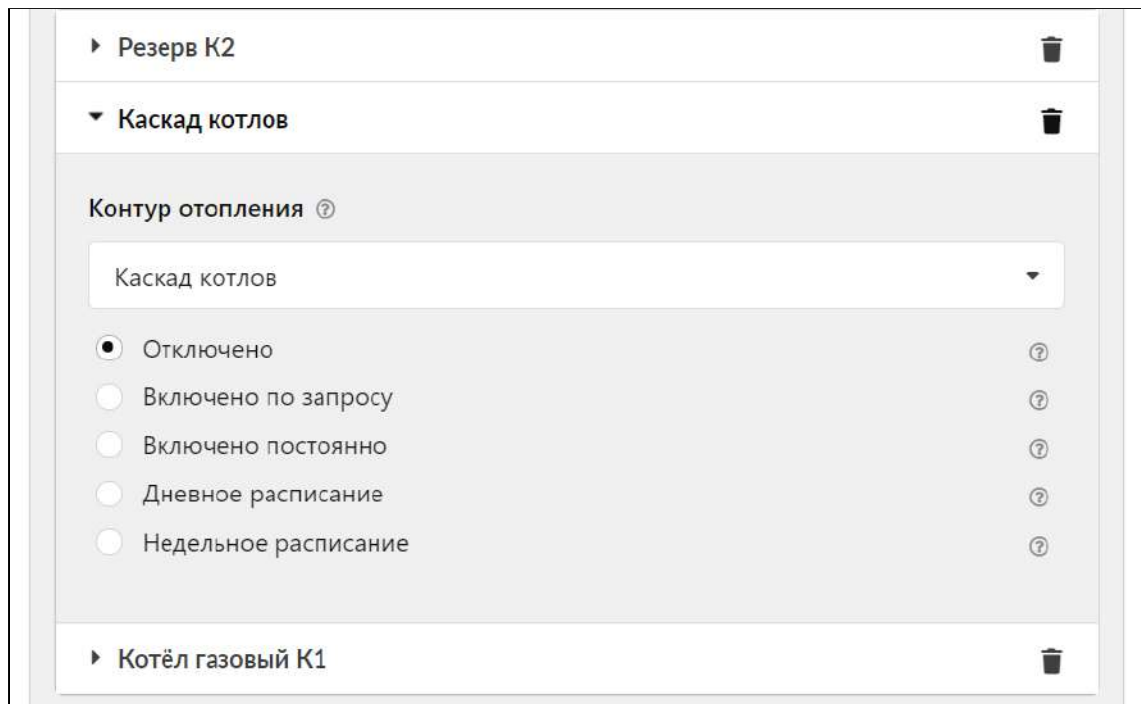 Резерв К2
Каскад котлов
Контур отопления
Каскад котлов
Отключено
Включено по запросу
Включено постоянно
Дневное расписание
Недельное расписание
Котёл газовый К1